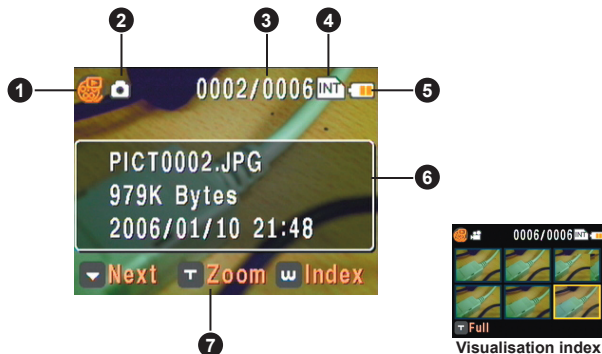 2 3 4
1 0002/0006 INT 5
PICT0002.JPG
979K Bytes 6
2006/01/10 21:48
Next T Zoom W Index
7
0006/0006 INT
T Full
Visualisation index